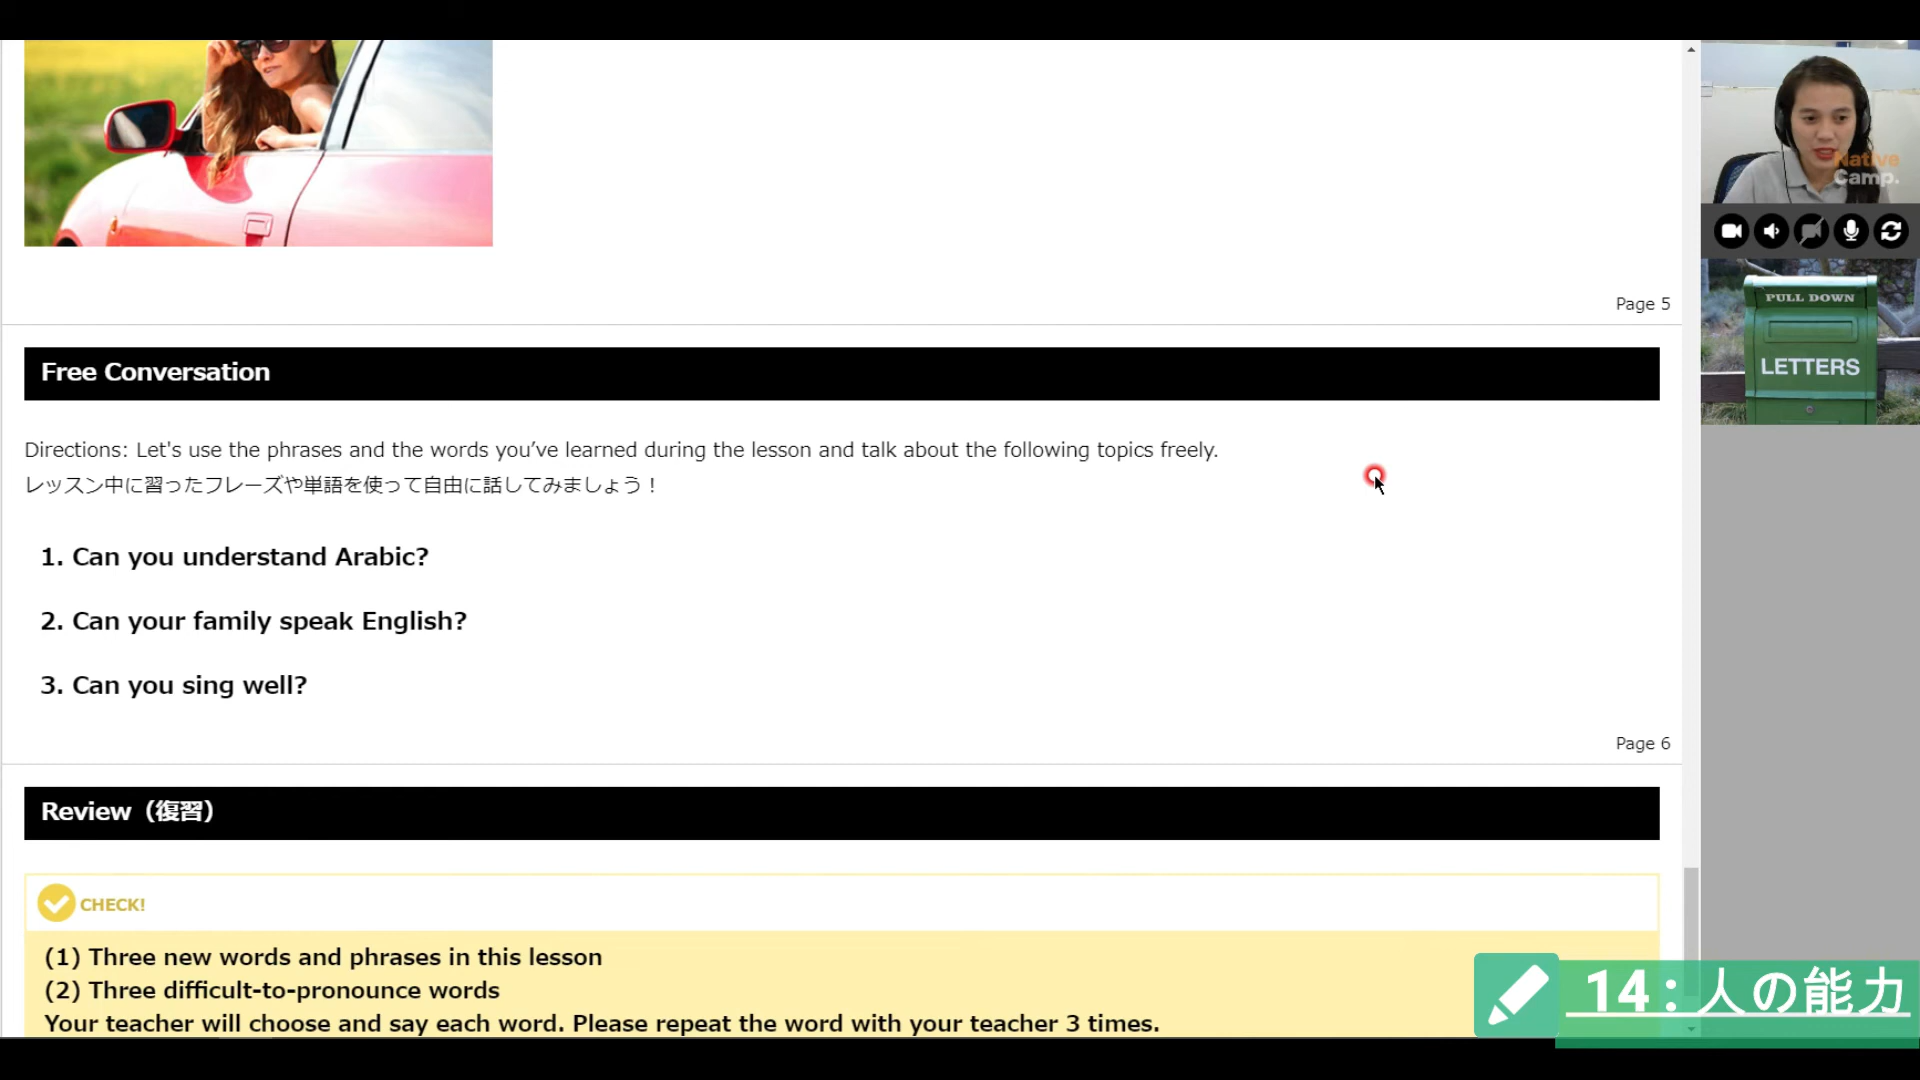 Page 5
Free Conversation
Directions: Let's use the phrases and the words you’ve learned during the lesson and talk about the following topics freely.
レッスン中に習ったフレーズや単語を使って自由に話してみましょう！
1. Can you understand Arabic?
2. Can your family speak English?
3. Can you sing well?
Page 6
Review（復習）
CHECK!
(1) Three new words and phrases in this lesson
(2) Three difficult-to-pronounce words
Your teacher will choose and say each word. Please repeat the word with your teacher 3 times.
Native
Camp.
PULL DOWN
LETTERS
14：人の能力